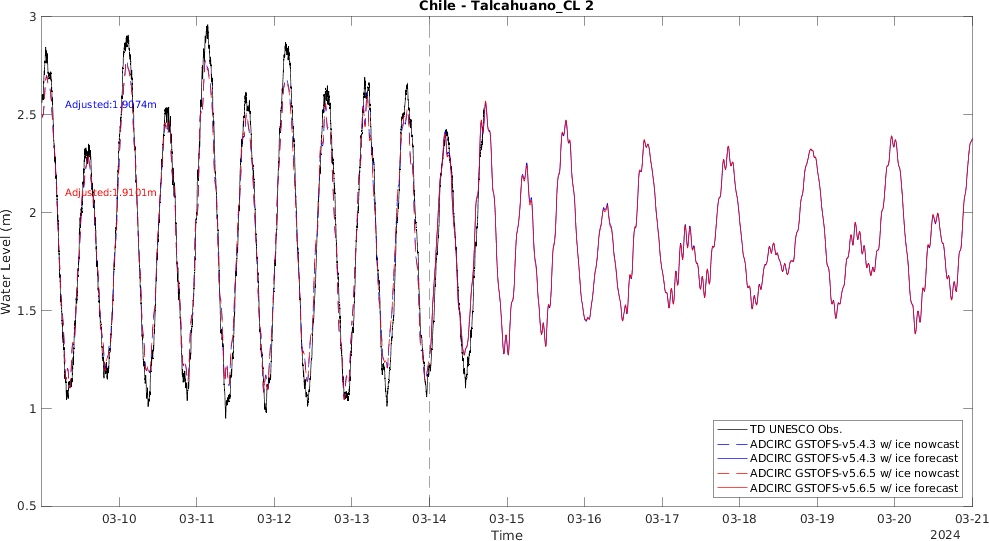 Chile - Talcahuano_CL 2
3
2.5
2
1.5
1
0.5
Water Level (m)
Adjusted:1.9074m
Adjusted:1.9101m
TD UNESCO Obs.
ADCIRC GSTOFS-v5.4.3 w/ ice nowcast
ADCIRC GSTOFS-v5.4.3 w/ ice forecast
ADCIRC GSTOFS-v5.6.5 w/ ice nowcast
ADCIRC GSTOFS-v5.6.5 w/ ice forecast
03-10 03-11 03-12 03-13 03-14 03-15 03-16 03-17 03-18 03-19 03-20 03-21
Time
2024